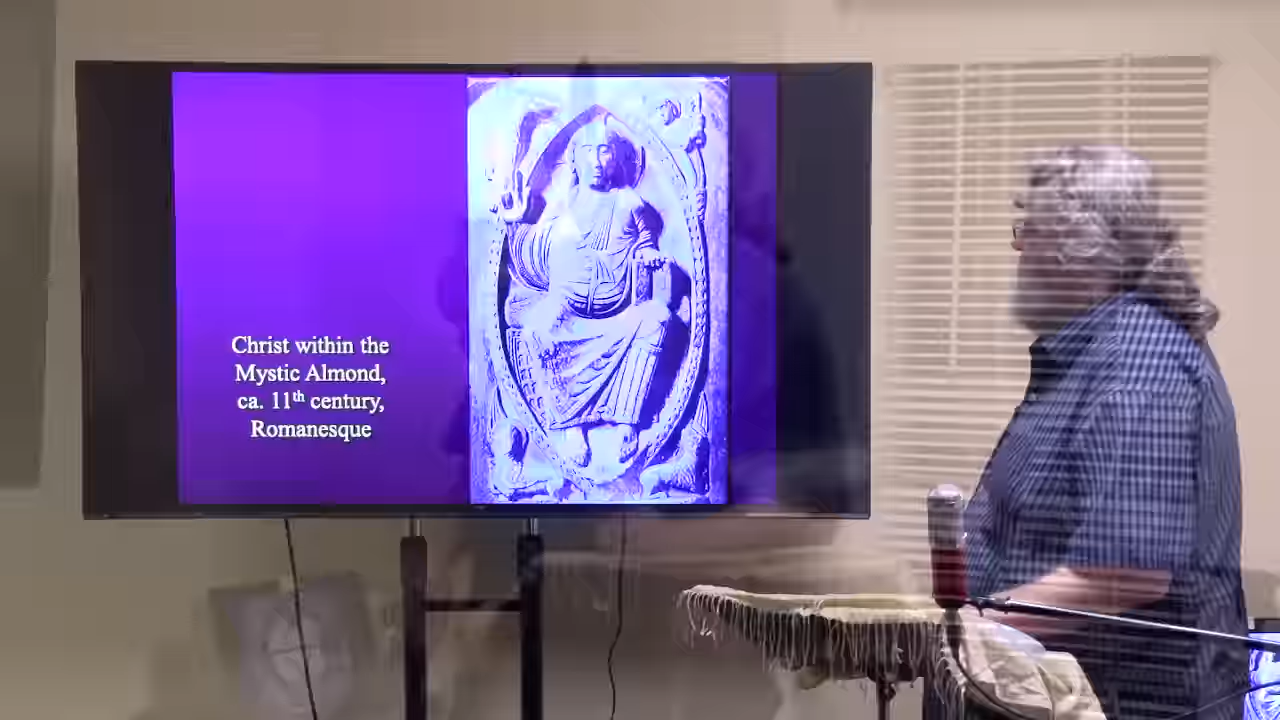 Christ within the
Mystic Almond,
ca. 11th century,
Romanesque